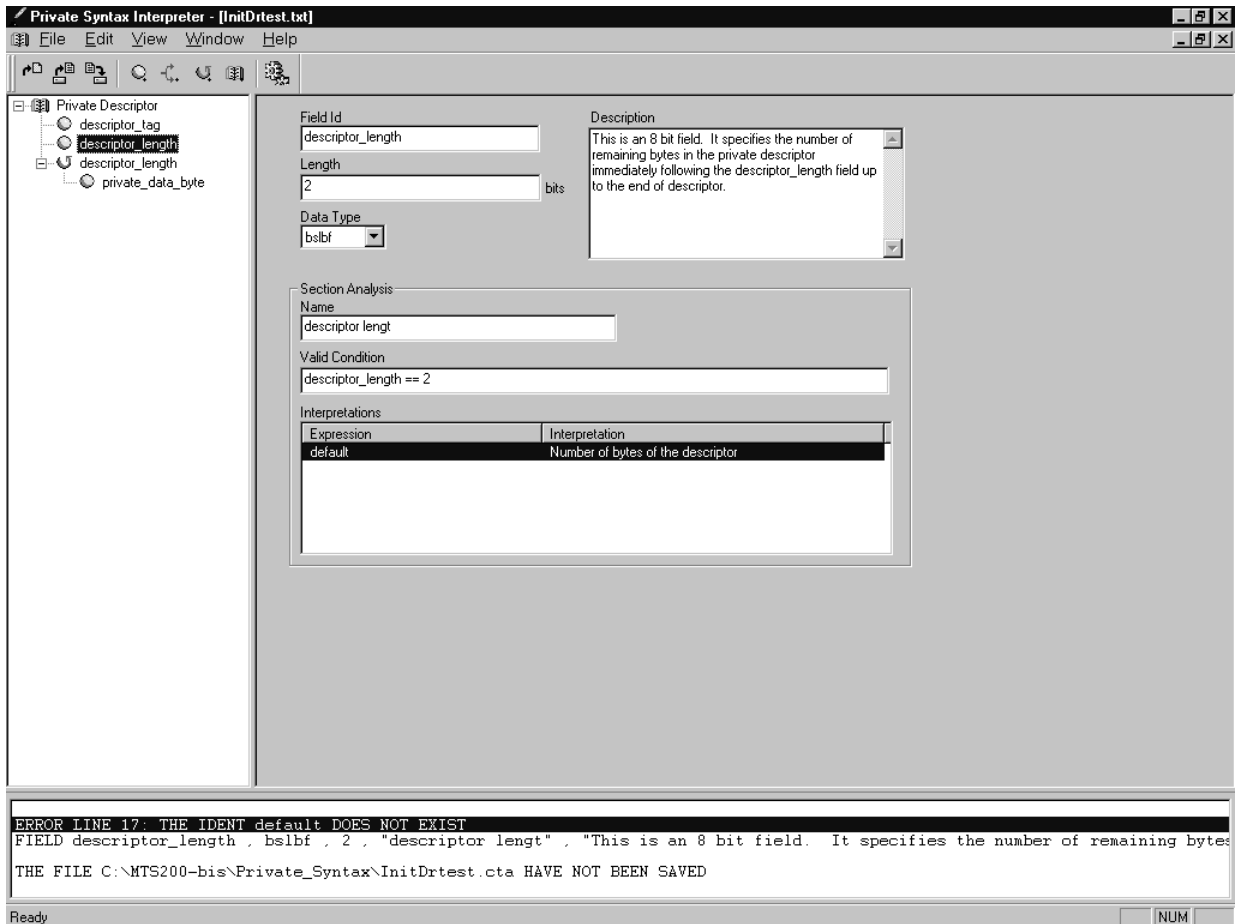 Private Syntax Interpreter - [InitDrtest.txt]
File Edit View Window Help
Private Descriptor
descriptor_tag
descriptor_length
descriptor_length
private_data_byte
Field Id
descriptor_length
Length
2 bits
Data Type
bslbf
Description
This is an 8 bit field. It specifies the number of
remaining bytes in the private descriptor
immediately following the descriptor_length field up
to the end of descriptor.
Section Analysis
Name
descriptor lengt
Valid Condition
descriptor_length == 2
Interpretations
Expression Interpretation
default Number of bytes of the descriptor
ERROR LINE 17: THE IDENT default DOES NOT EXIST
FIELD descriptor_length , bslbf , 2 , "descriptor lengt" , "This is an 8 bit field. It specifies the number of remaining bytes
THE FILE C:\MTS200-bis\Private_Syntax\InitDrtest.cta HAVE NOT BEEN SAVED
Ready NUM